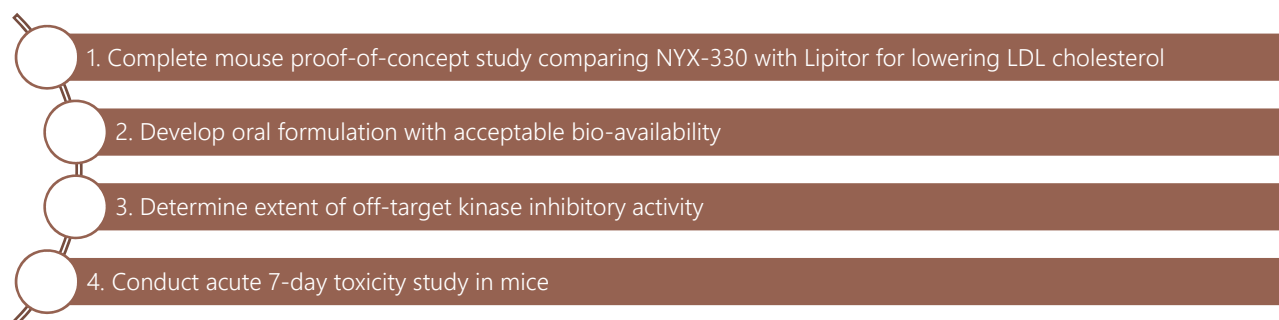 1. Complete mouse proof-of-concept study comparing NYX-330 with Lipitor for lowering LDL cholesterol
2. Develop oral formulation with acceptable bio-availability
3. Determine extent of off-target kinase inhibitory activity
4. Conduct acute 7-day toxicity study in mice